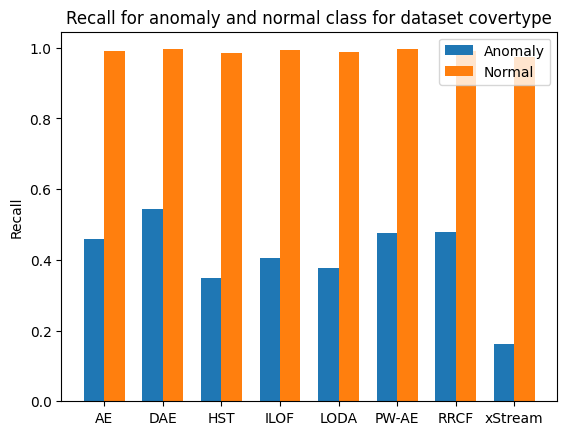 Recall for anomaly and normal class for dataset covertype
Anomaly
Normal
Recall
1.0
0.8
0.6
0.4
0.2
0.0
AE DAE HST ILOF LODA PW-AE RRCF xStream